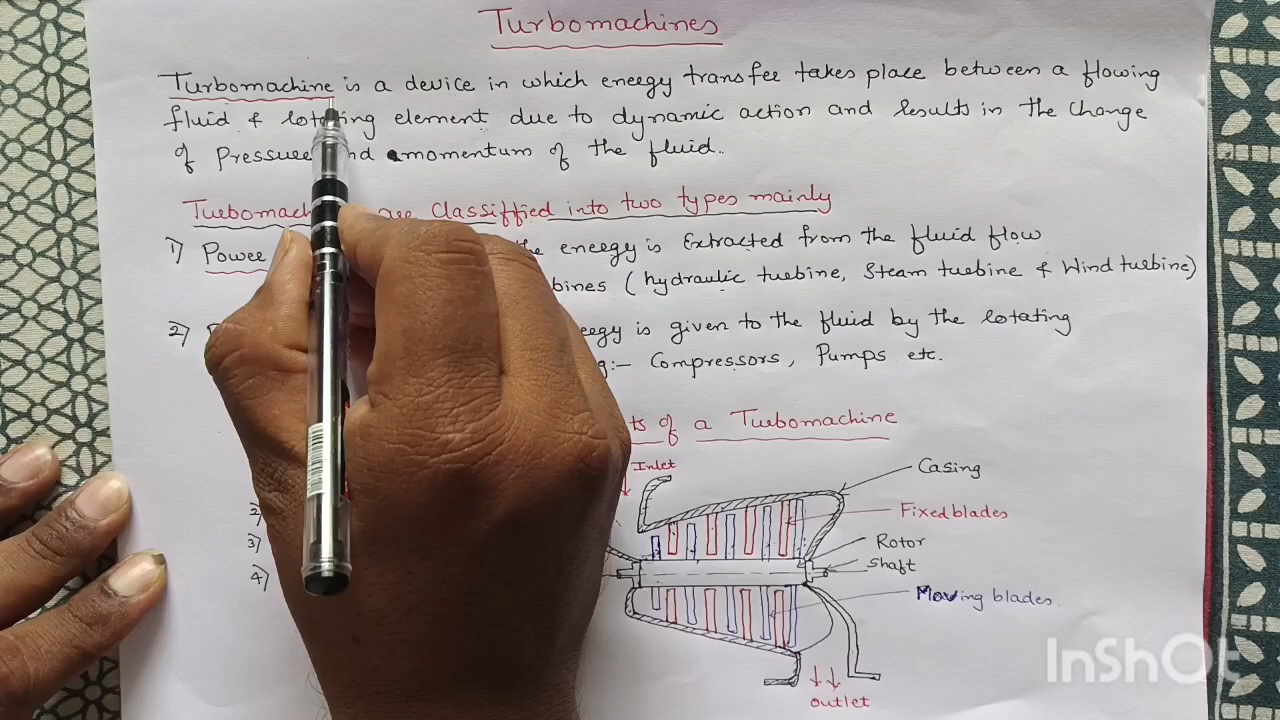 Turbomachines
Turbomachine is a device in which energy transfer takes place between a flowing
fluid & rotating element due to dynamic action and results in the change
of Pressure and momentum of the fluid.
Turbomach are classiffied into two types mainly
1) Power the energy is Extracted from the fluid flow
bines (hydraulic turbine, Steam turbine & Wind turbine)
2) eegy is given to the fluid by the rotating
g:- Compressors, Pumps etc.
ts of a Turbomachine
Inlet
Casing
2)
Fixed blades
3)
Rotor
Shaft
4)
Moving blades
Outlet
InShOt